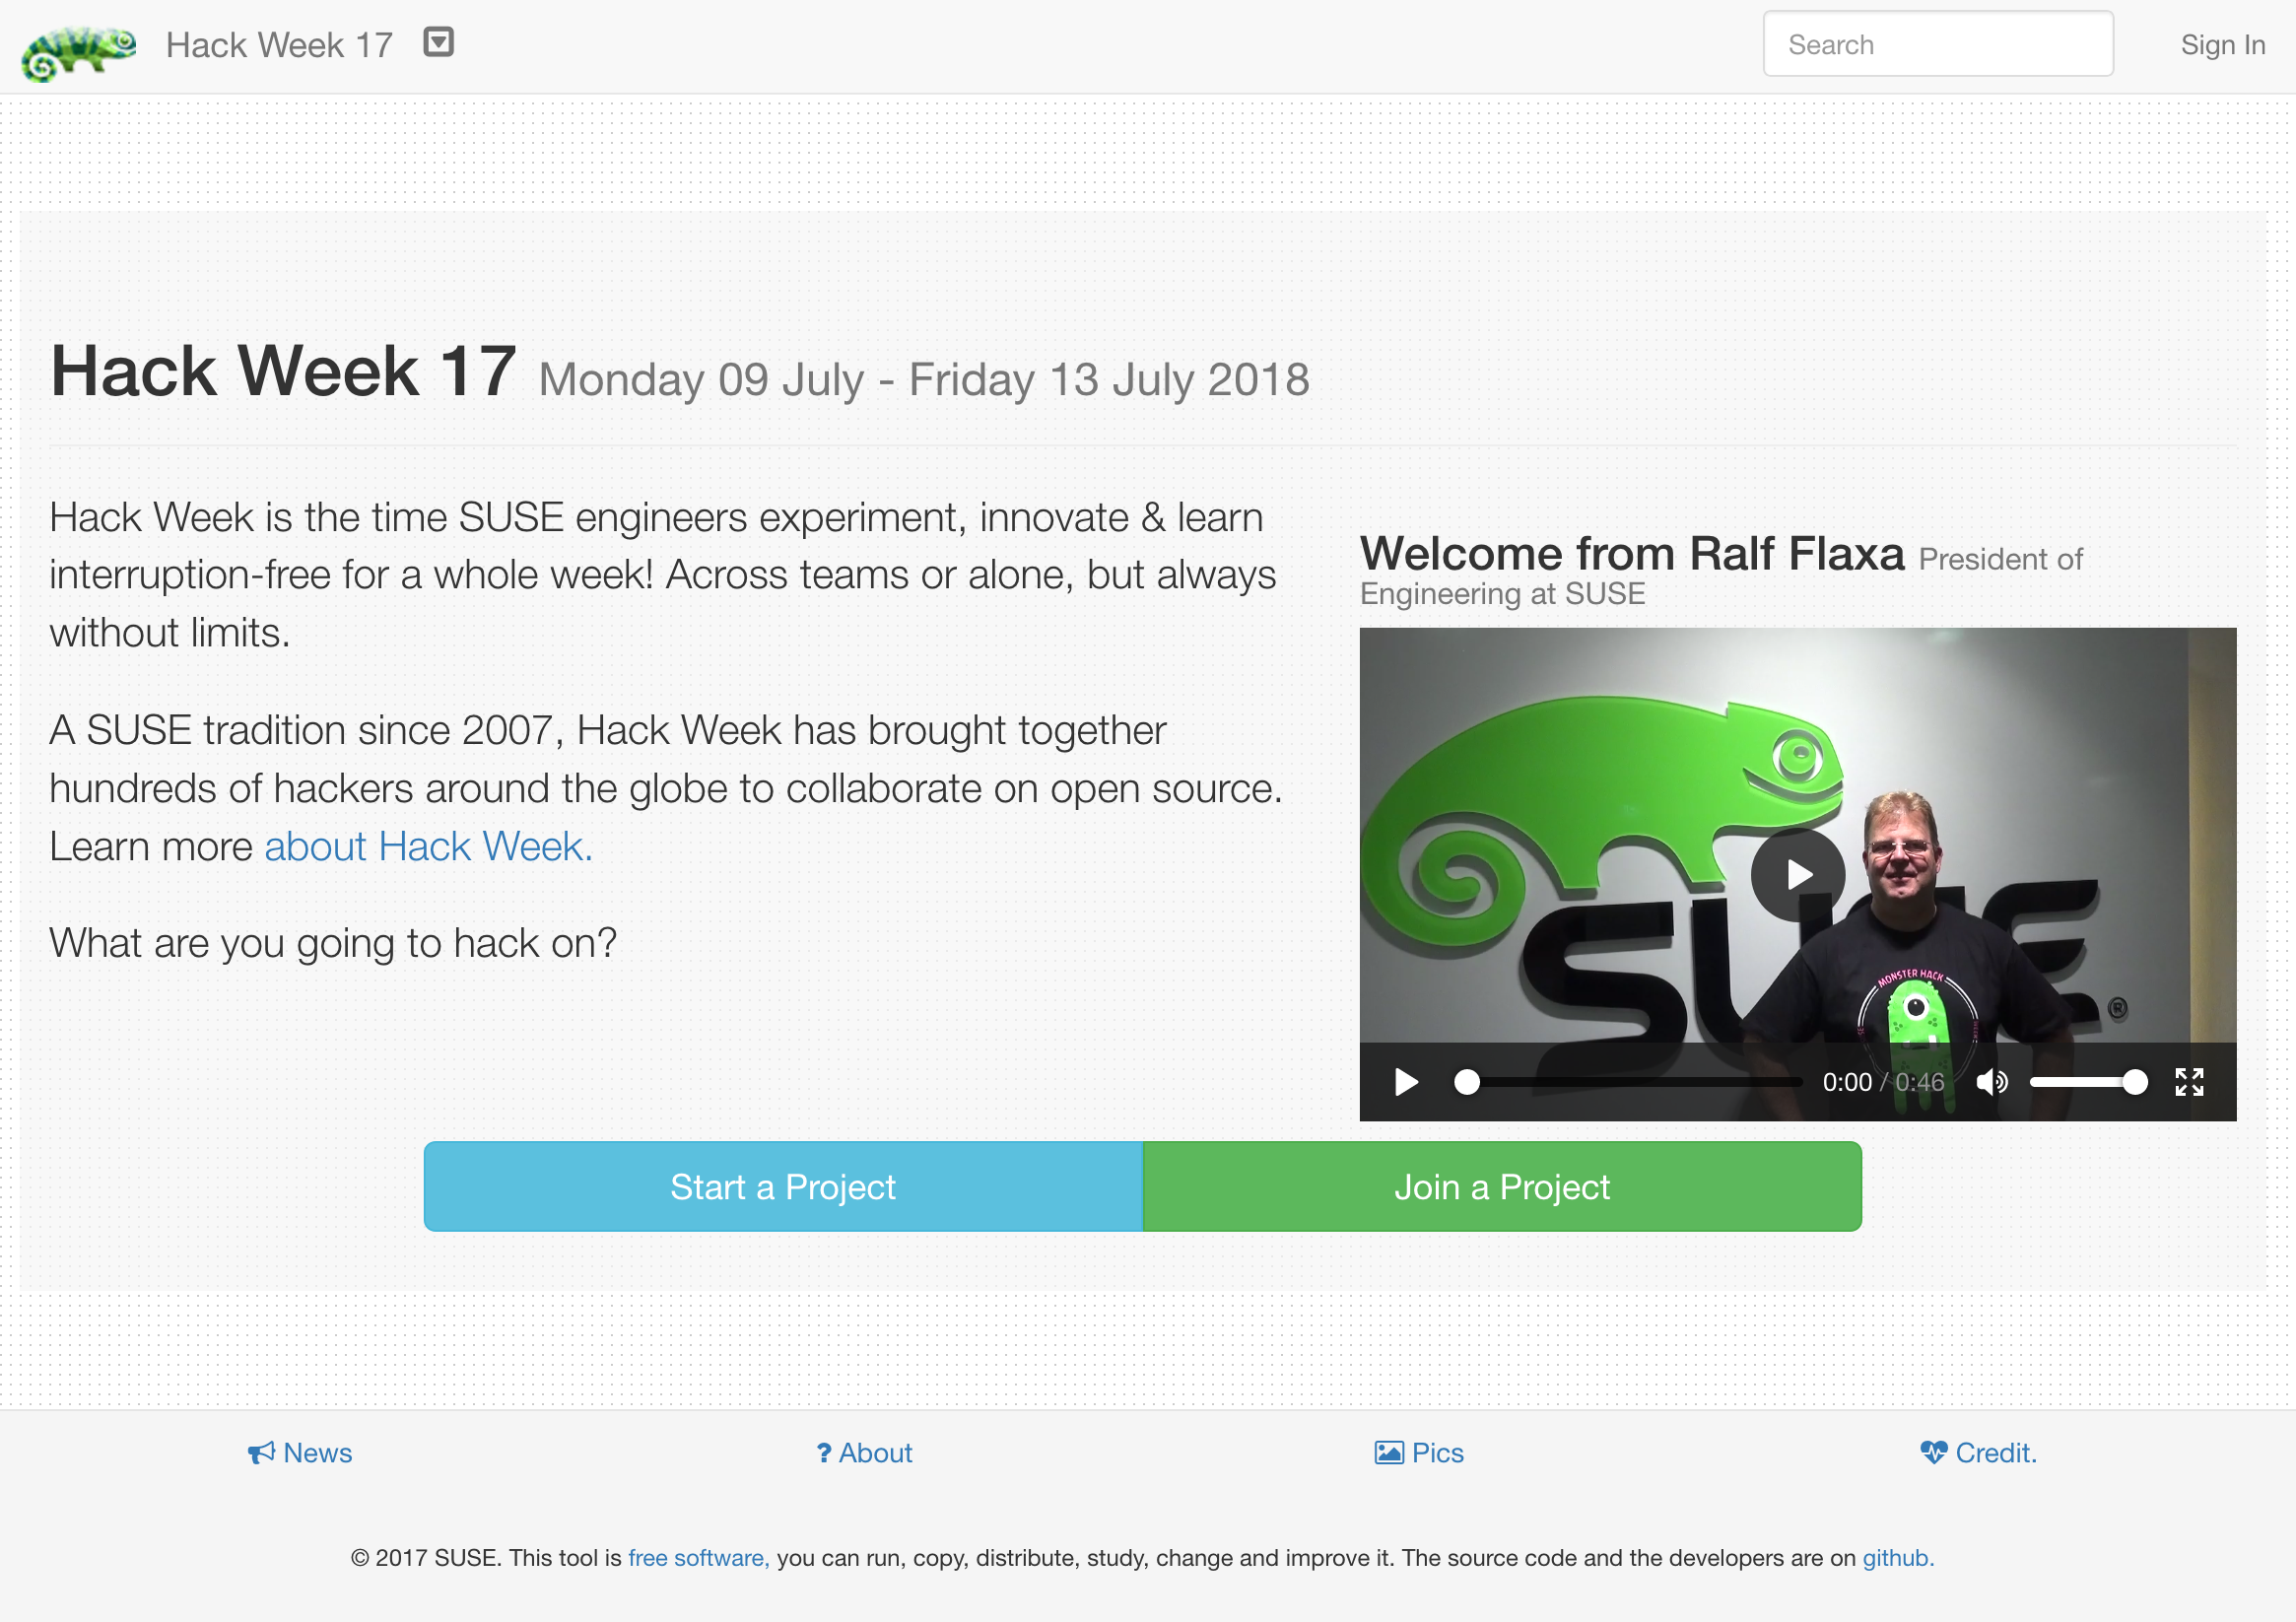 Hack Week 17
Search
Sign In
Hack Week 17 Monday 09 July - Friday 13 July 2018
Hack Week is the time SUSE engineers experiment, innovate & learn
interruption-free for a whole week! Across teams or alone, but always
without limits.
A SUSE tradition since 2007, Hack Week has brought together
hundreds of hackers around the globe to collaborate on open source.
Learn more about Hack Week.
What are you going to hack on?
Welcome from Ralf Flaxa President of
Engineering at SUSE
SUSE
®
MONSTER HACK
0:00 / 0:46
Start a Project
Join a Project
News
? About
Pics
Credit.
© 2017 SUSE. This tool is free software, you can run, copy, distribute, study, change and improve it. The source code and the developers are on github.